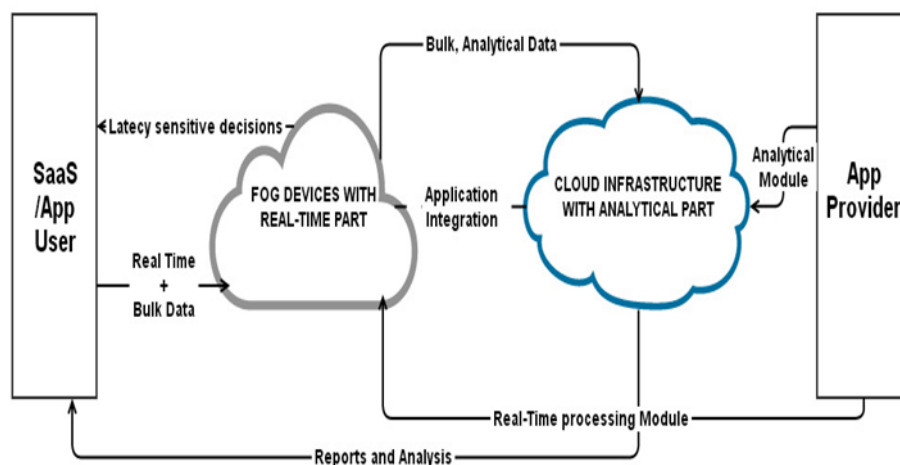 Bulk, Analytical Data
Latecy sensitive decisions
SaaS
/App
User
FOG DEVICES WITH
REAL-TIME PART
Application
Integration
CLOUD INFRASTRUCTURE
WITH ANALYTICAL PART
Analytical
Module
App
Provider
Real Time
+
Bulk Data
Real-Time processing Module
Reports and Analysis